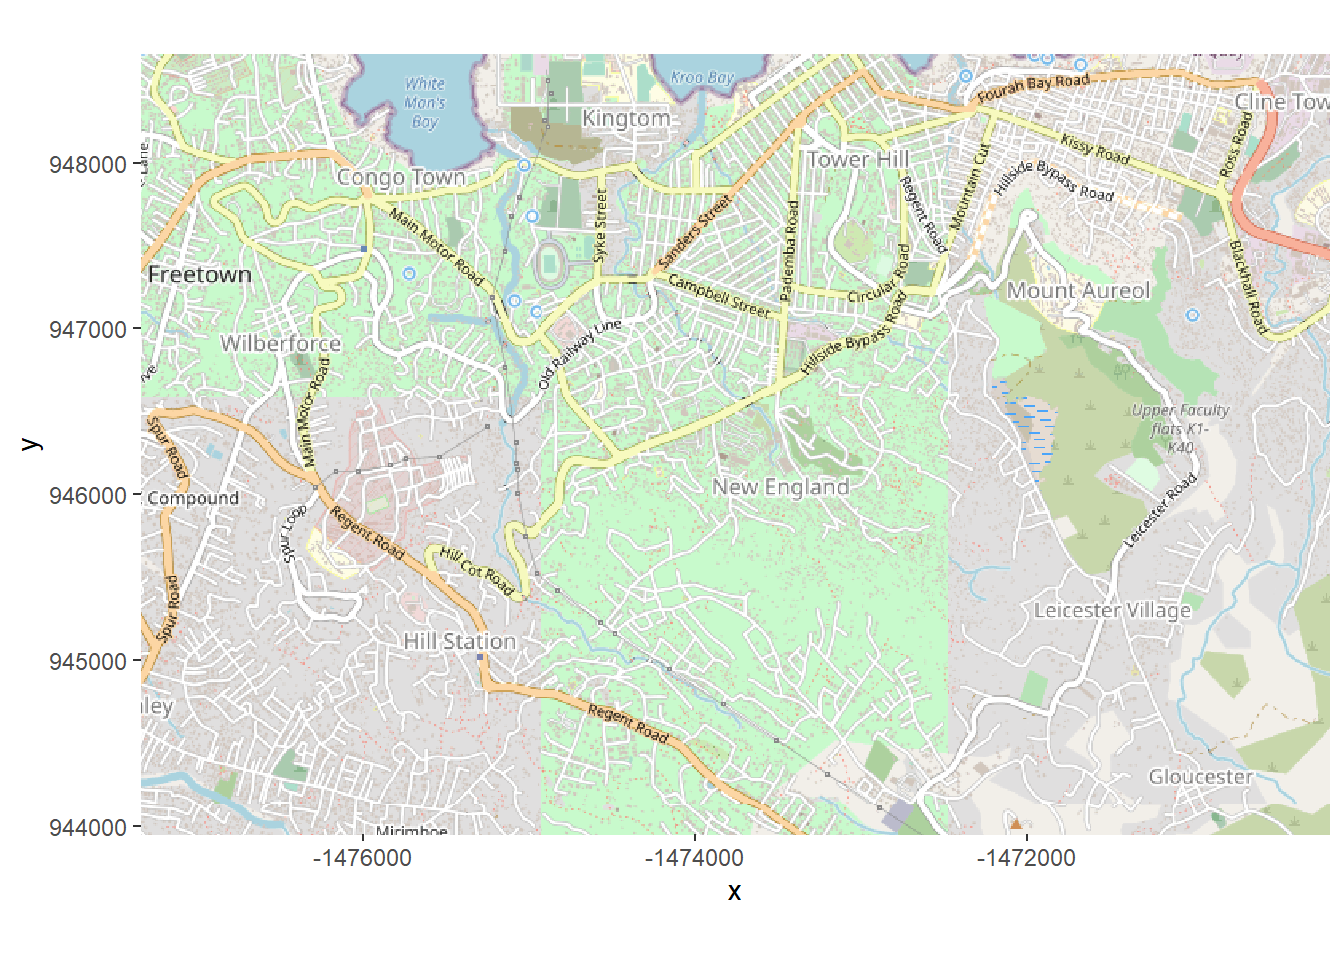 White
Man's
Bay
Kroo Bay
Fourah Bay Road
Cline Tow
Kingtom
948000
Congo Town
Tower Hill
Kissy Road
Ross Road
Mountain Cut
Hillside Bypass Road
Regent Road
Main Motor Road
Syke Street
Sanders Street
Pademba Road
Circular Road
Blackhall Road
Freetown
Campbell Street
Mount Aureol
947000
Wilberforce
Old Railway Line
Hillside Bypass Road
Main Motor Road
Spur Road
Upper Faculty
flats K1-
K40
y
946000
Compound
New England
Leicester Road
Spur Loop
Regent Road
Hill Cot Road
Spur Road
Leicester Village
Hill Station
945000
nley
Regent Road
Gloucester
944000
Mirimboe
-1476000
-1474000
-1472000
x